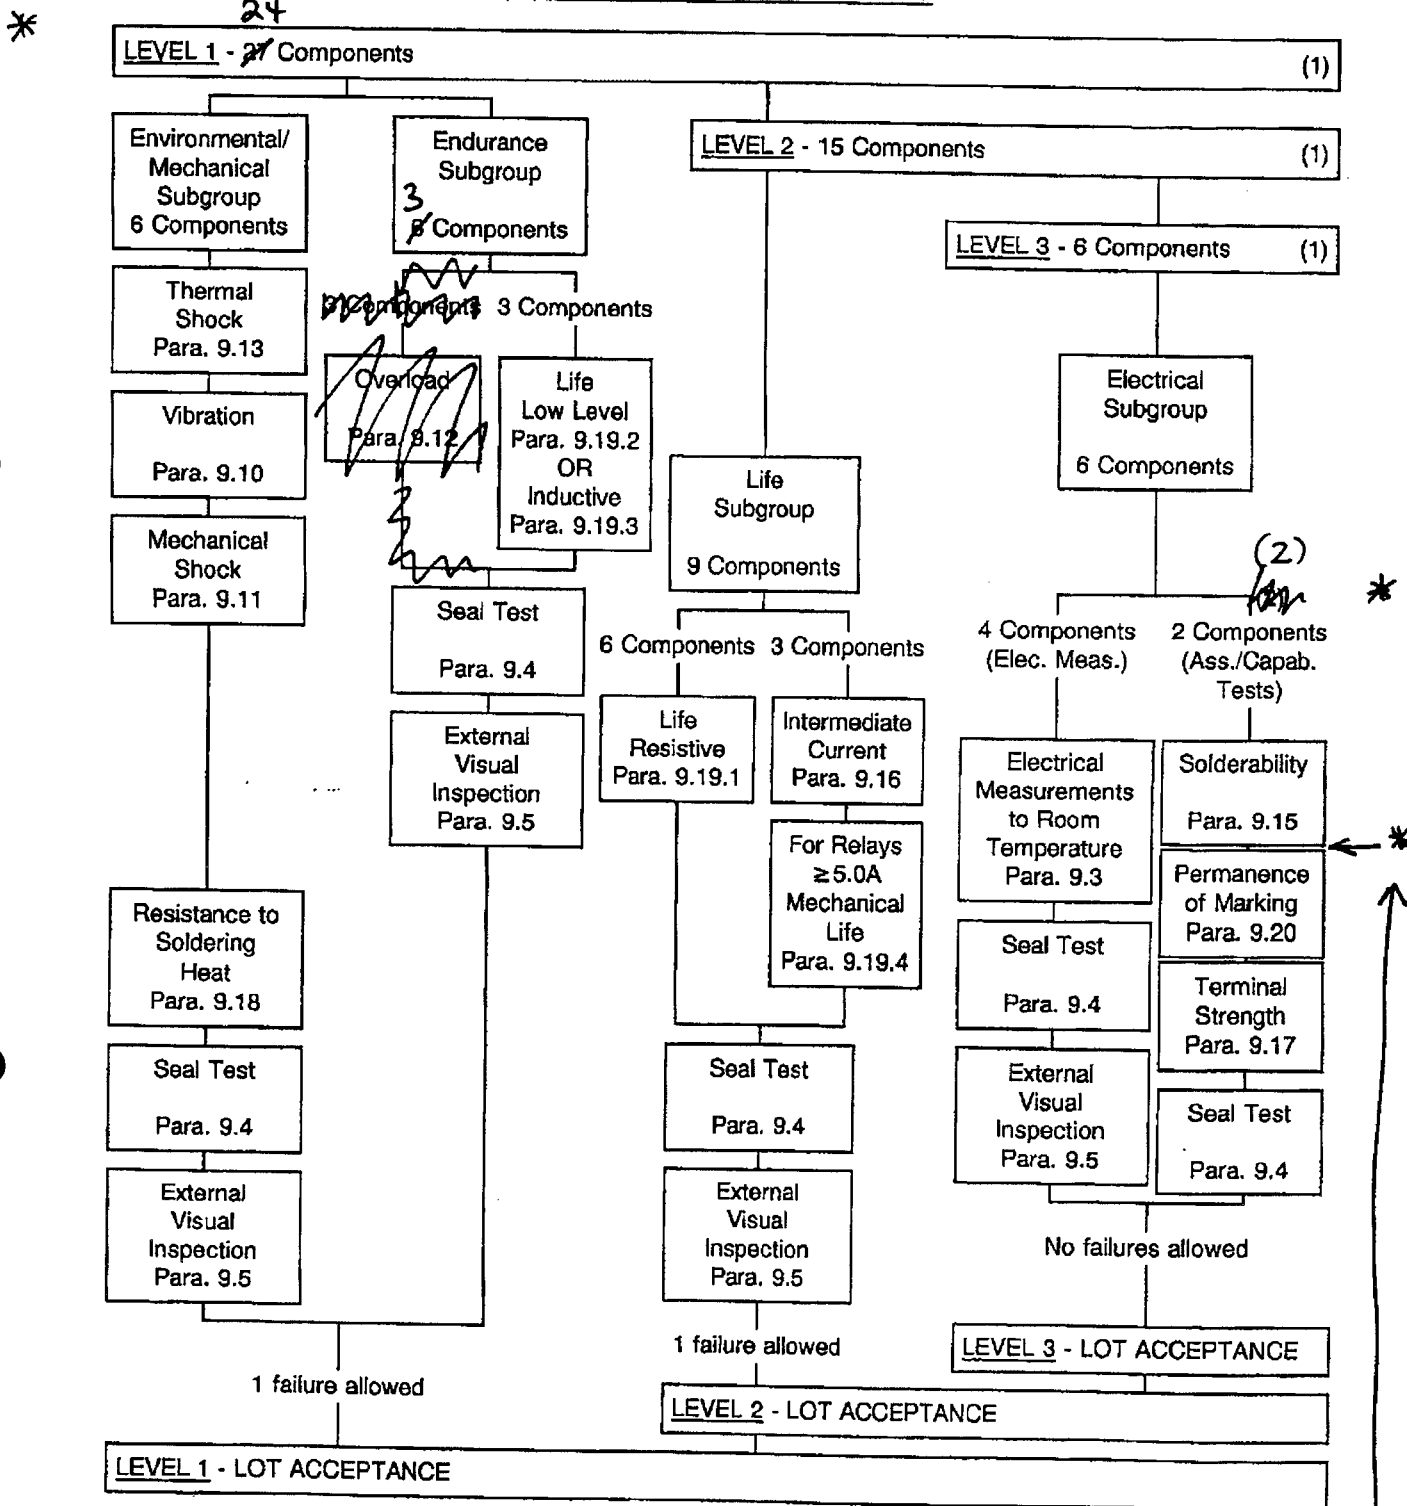 *
24
LEVEL 1 - 27 Components (1)
Environmental/
Mechanical
Subgroup
6 Components
Thermal
Shock
Para. 9.13
Vibration
Para. 9.10
Mechanical
Shock
Para. 9.11
Resistance to
Soldering
Heat
Para. 9.18
Seal Test
Para. 9.4
External
Visual
Inspection
Para. 9.5
Endurance
Subgroup
3
6 Components
3 Components
Overload
Para. 9.12
3 Components
Life
Low Level
Para. 9.19.2
OR
Inductive
Para. 9.19.3
Seal Test
Para. 9.4
External
Visual
Inspection
Para. 9.5
1 failure allowed
LEVEL 2 - 15 Components (1)
Life
Subgroup
9 Components
6 Components
Life
Resistive
Para. 9.19.1
3 Components
Intermediate
Current
Para. 9.16
For Relays
≥5.0A
Mechanical
Life
Para. 9.19.4
Seal Test
Para. 9.4
External
Visual
Inspection
Para. 9.5
1 failure allowed
LEVEL 3 - 6 Components (1)
Electrical
Subgroup
6 Components
(2)
*
4 Components
(Elec. Meas.)
Electrical
Measurements
to Room
Temperature
Para. 9.3
Seal Test
Para. 9.4
External
Visual
Inspection
Para. 9.5
2 Components
(Ass./Capab.
Tests)
Solderability
Para. 9.15
*
Permanence
of Marking
Para. 9.20
Terminal
Strength
Para. 9.17
Seal Test
Para. 9.4
No failures allowed
LEVEL 3 - LOT ACCEPTANCE
LEVEL 2 - LOT ACCEPTANCE
LEVEL 1 - LOT ACCEPTANCE